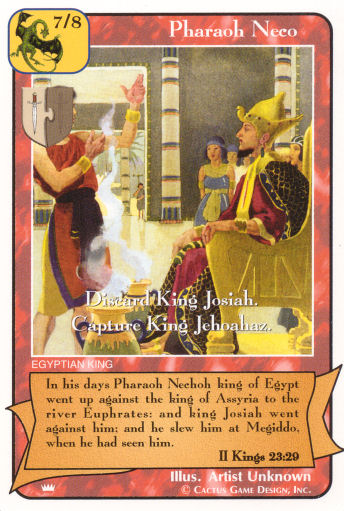 7/8
Pharaoh Neco
Discard King Josiah.
Capture King Jehoahaz.
EGYPTIAN KING
In his days Pharaoh Nechoh king of Egypt
went up against the king of Assyria to the
river Euphrates: and king Josiah went
against him; and he slew him at Megiddo,
when he had seen him.
II Kings 23:29
Illus. Artist Unknown
© Cactus Game Design, Inc.